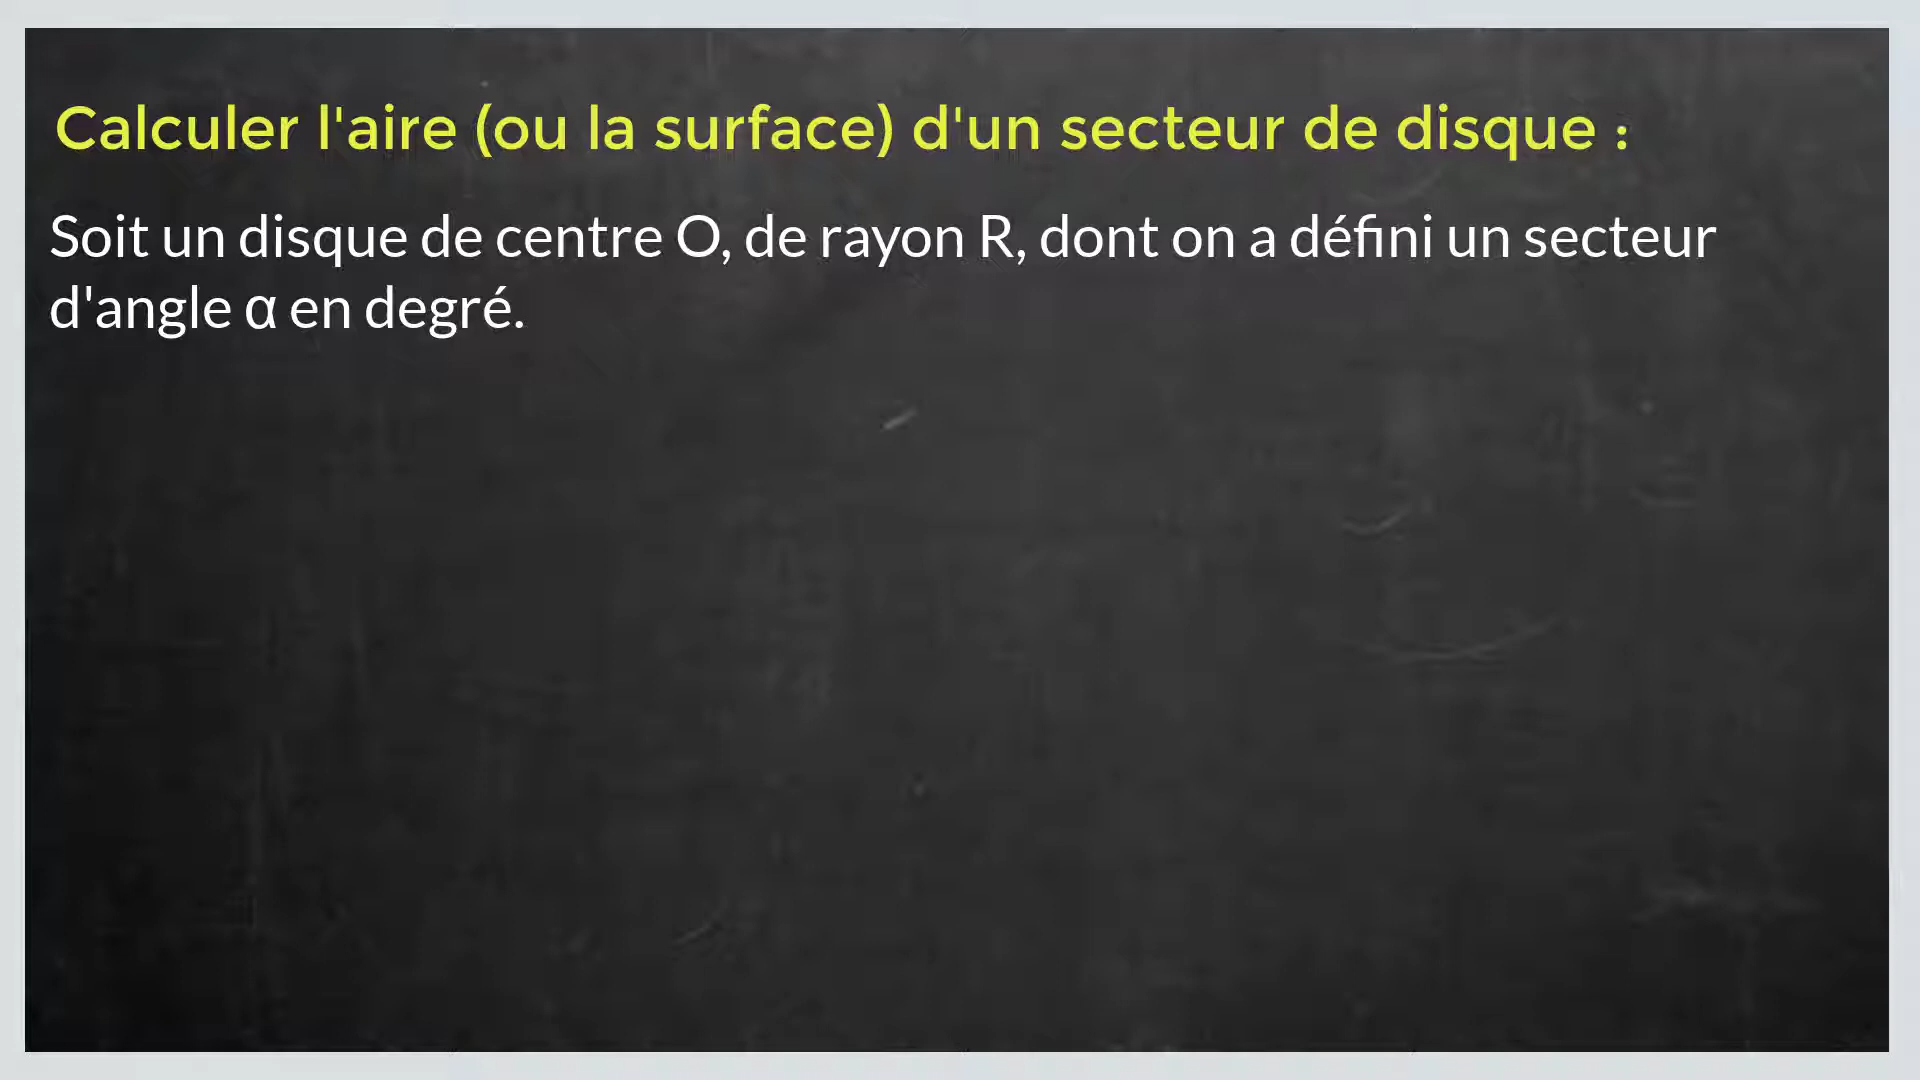 Calculer l'aire (ou la surface) d'un secteur de disque :
Soit un disque de centre O, de rayon R, dont on a défini un secteur
d'angle α en degré.